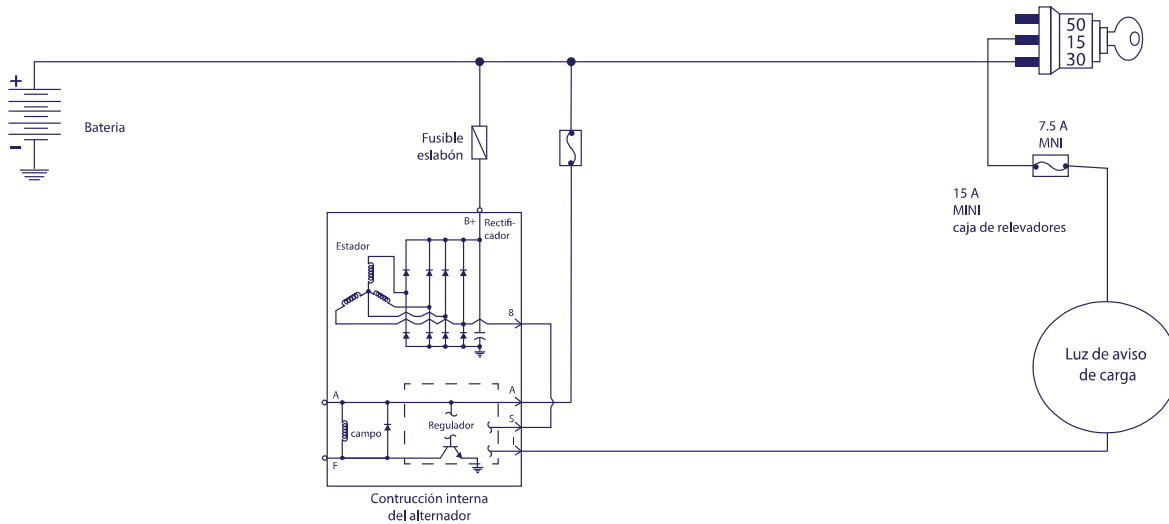 50
15
30
+
Bateria
-
Fusible
eslabón
7.5 A
MNI
15 A
MINI
caja de relevadores
B+
Rectifi-
cador
Estador
8
Luz de aviso
de carga
A
A
S
campo
Regulador
I
F
Contrucción interna
del alternador